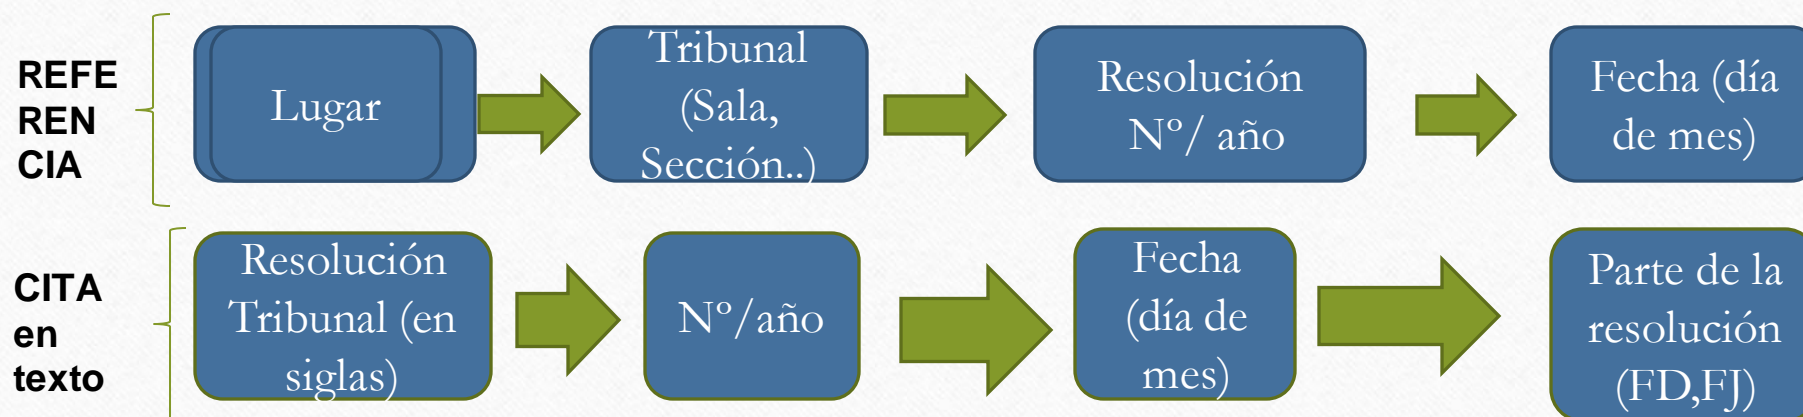 REFE
REN
CIA
Lugar
Tribunal
(Sala,
Sección..)
Resolución
Nº/ año
Fecha (día
de mes)
CITA
en
texto
Resolución
Tribunal (en
siglas)
Nº/año
Fecha
(día de
mes)
Parte de la
resolución
(FD,FJ)